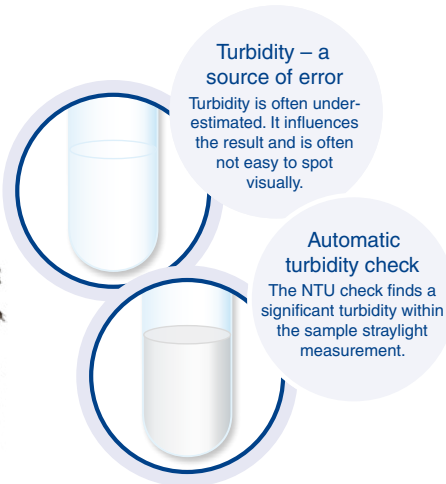 Turbidity – a
source of error
Turbidity is often under-
estimated. It influences
the result and is often
not easy to spot
visually.
Automatic
turbidity check
The NTU check finds a
significant turbidity within
the sample straylight
measurement.